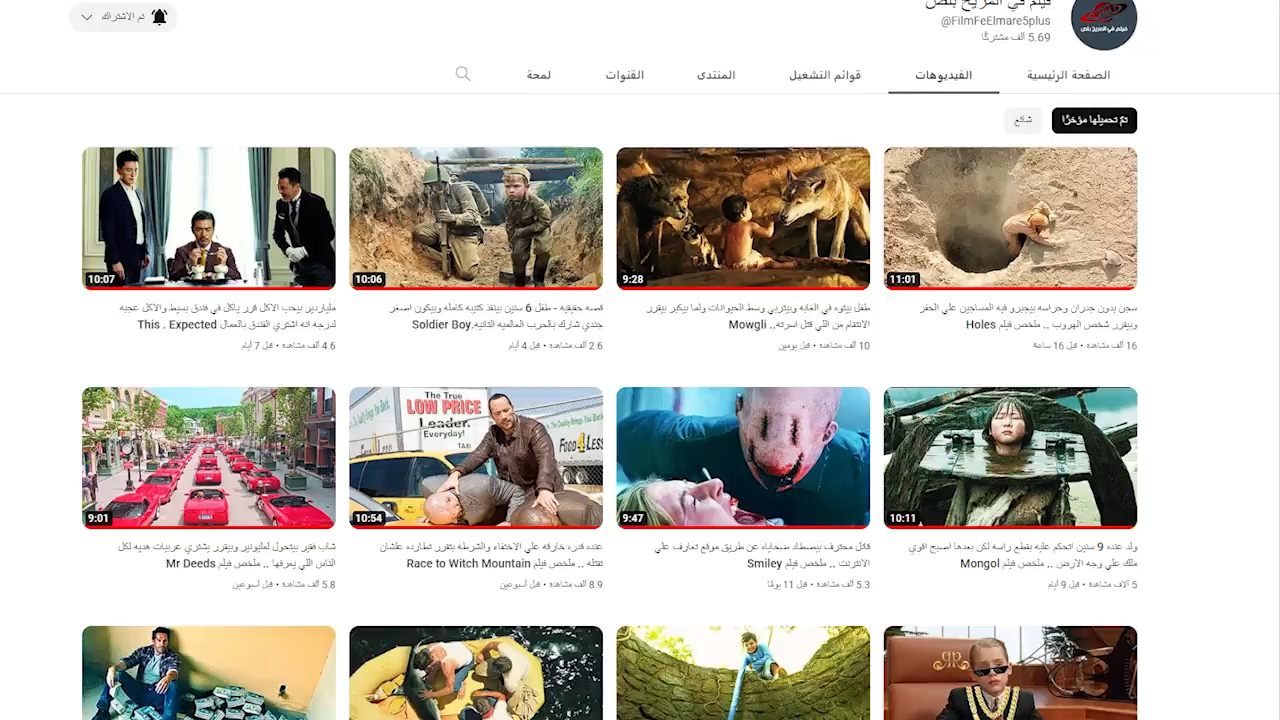 فيلم في المريخ بلص
@FilmFeElmare5plus
5.69 ألف مشتركًا
تم الاشتراك
الصفحة الرئيسية
الفيديوهات
قوائم التشغيل
المنتدى
القنوات
لمحة
تمّ تحميلها مؤخرًا
شائع
11:01
9:28
10:06
10:07
سجن بدون جدران وحراسه بيجبرو فيه المساجين علي الحفر
وبيقرر شخص الهروب .. ملخص فيلم Holes
16 ألف مشاهدة • قبل 16 ساعة
طفل بيتوه في الغابه وبيتربي وسط الحيوانات ولما بيكبر بيقرر
الانتقام من اللي قتل اسرته.. Mowgli
10 ألف مشاهدة • قبل يومين
قصه حقيقيه - طفل 6 سنين بينقذ كتيبه كامله وبيكون اصغر
جندي شارك بالحرب العالميه الثانيه.Soldier Boy
2.6 ألف مشاهدة • قبل 4 أيام
ملياردير بيحب الاكل قرر ياكل في فندق بسيط والاكل عجبه
لدرجه انه اشتري الفندق بالعمال This . Expected
4.6 ألف مشاهدة • قبل 7 أيام
The True
LOW PRICE
Leader.
Everyday!
TAXI
FOOD 4 LESS
10:11
9:47
10:54
9:01
ولد عنده 9 سنين اتحكم عليه بقطع راسه لكن بعدها اصبح اقوي
ملك علي وجه الارض .. ملخص فيلم Mongol
5 آلاف مشاهدة • قبل 9 أيام
قاتل محترف بيصطاد ضحاياه عن طريق موقع تعارف علي
الانترنت .. ملخص فيلم Smiley
5.3 ألف مشاهدة • قبل 11 يومًا
عنده قدره خارقه علي الاختفاء والشرطه بتقرر تطارده علشان
تقتله .. ملخص فيلم Race to Witch Mountain
8.9 ألف مشاهدة • قبل أسبوعين
شاب فقير بيتحول لمليونير وبيقرر يشتري عربيات هديه لكل
الناس اللي يعرفها .. ملخص فيلم Mr Deeds
5.8 ألف مشاهدة • قبل أسبوعين